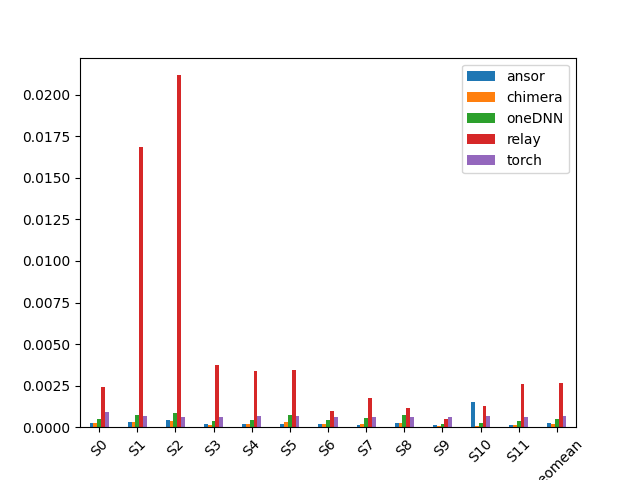 0.0200
0.0175
0.0150
0.0125
0.0100
0.0075
0.0050
0.0025
0.0000
ansor
chimera
oneDNN
relay
torch
S0 S1 S2 S3 S4 S5 S6 S7 S8 S9 S10 S11 eomean